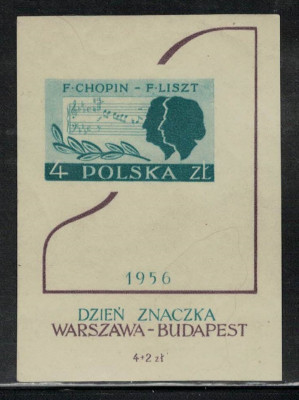 F·CHOPIN - F·LISZT
4 POLSKA ZŁ
1956
DZIEŃ ZNACZKA
WARSZAWA-BUDAPEST
4+2 zł